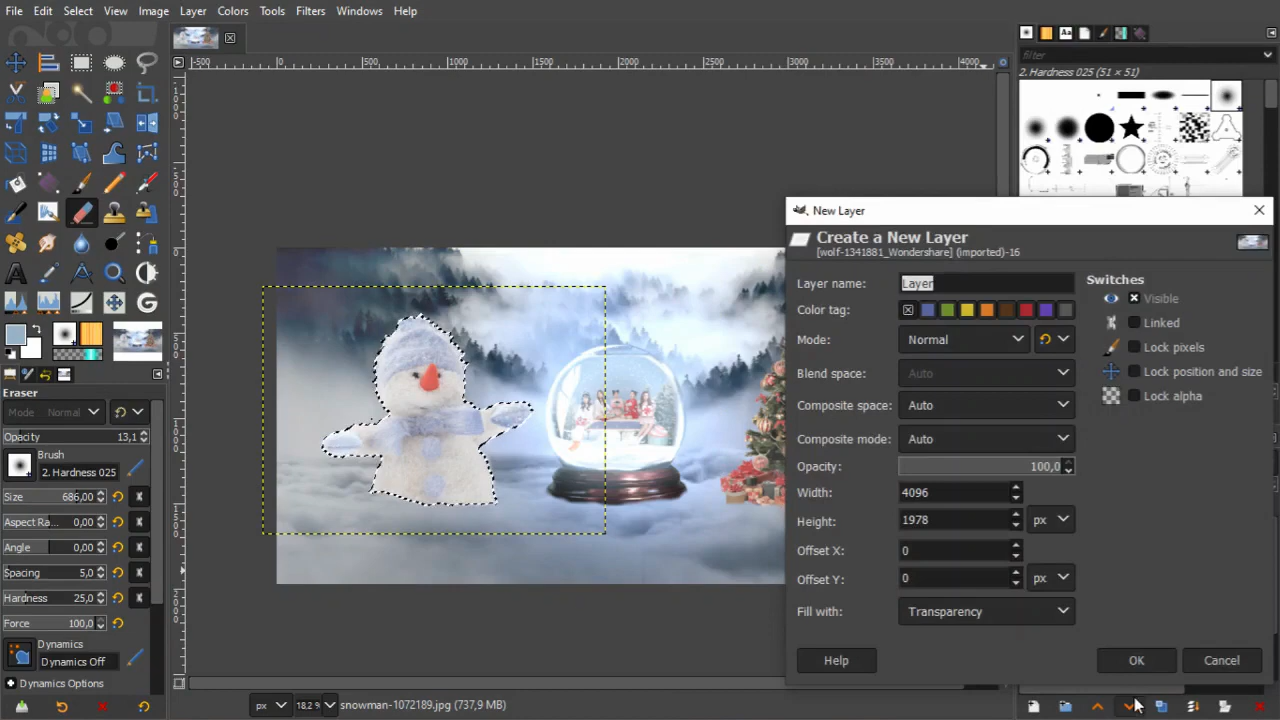 File Edit Select View Image Layer Colors Tools Filters Windows Help
-500 0 500 1000 1500 2000 2500 3000 3500 4000
filter
2. Hardness 025 (51 × 51)
New Layer
Create a New Layer
[wolf-1341881_Wondershare] (imported)-16
Layer name: Layer
Switches
Color tag:
Visible
Mode: Normal
Linked
Lock pixels
Blend space: Auto
Lock position and size
Composite space: Auto
Lock alpha
Composite mode: Auto
Opacity: 100,0
Width: 4096
Height: 1978 px
Offset X: 0
Offset Y: 0 px
Fill with: Transparency
Help OK Cancel
Eraser
Mode Normal
Opacity 13,1
Brush
2. Hardness 025
Size 686,00
Aspect Ra... 0,00
Angle 0,00
Spacing 5,0
Hardness 25,0
Force 100,0
Dynamics
Dynamics Off
Dynamics Options
px 18.2 % snowman-1072189.jpg (737,9 MB)